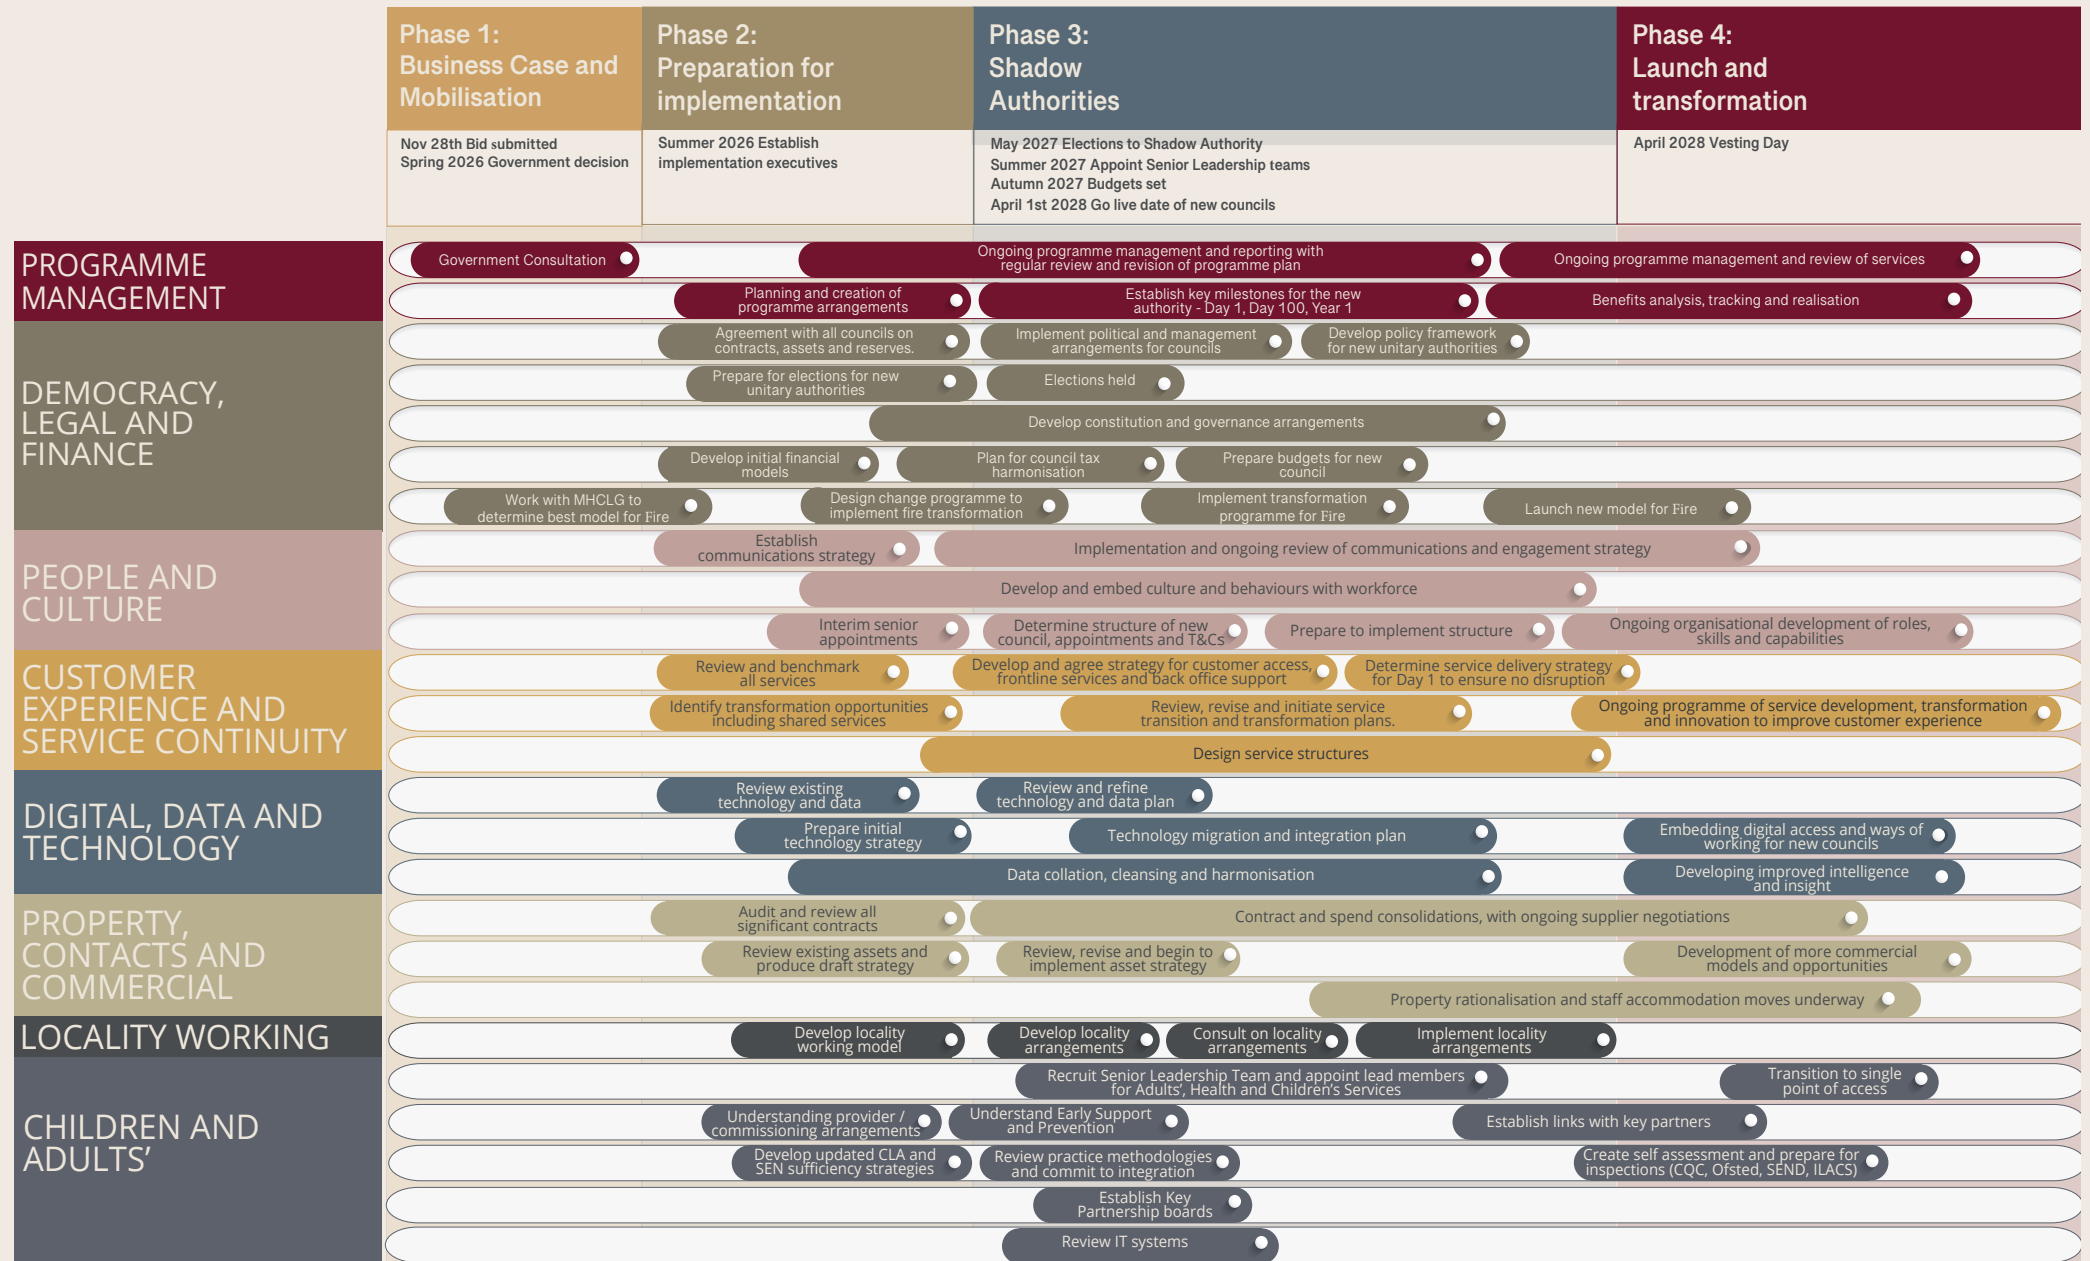 Phase 1:
Business Case and
Mobilisation
Phase 2:
Preparation for
implementation
Phase 3:
Shadow
Authorities
Phase 4:
Launch and
transformation
Nov 28th Bid submitted
Spring 2026 Government decision
Summer 2026 Establish
implementation executives
May 2027 Elections to Shadow Authority
Summer 2027 Appoint Senior Leadership teams
Autumn 2027 Budgets set
April 1st 2028 Go live date of new councils
April 2028 Vesting Day
PROGRAMME
MANAGEMENT
Government Consultation
Ongoing programme management and reporting with
regular review and revision of programme plan
Ongoing programme management and review of services
Planning and creation of
programme arrangements
Establish key milestones for the new
authority - Day 1, Day 100, Year 1
Benefits analysis, tracking and realisation
DEMOCRACY,
LEGAL AND
FINANCE
Agreement with all councils on
contracts, assets and reserves.
Implement political and management
arrangements for councils
Develop policy framework
for new unitary authorities
Prepare for elections for new
unitary authorities
Elections held
Develop constitution and governance arrangements
Develop initial financial
models
Plan for council tax
harmonisation
Prepare budgets for new
council
Work with MHCLG to
determine best model for Fire
Design change programme to
implement fire transformation
Implement transformation
programme for Fire
Launch new model for Fire
PEOPLE AND
CULTURE
Establish
communications strategy
Implementation and ongoing review of communications and engagement strategy
Develop and embed culture and behaviours with workforce
Interim senior
appointments
Determine structure of new
council, appointments and T&Cs
Prepare to implement structure
Ongoing organisational development of roles,
skills and capabilities
CUSTOMER
EXPERIENCE AND
SERVICE CONTINUITY
Review and benchmark
all services
Develop and agree strategy for customer access,
frontline services and back office support
Determine service delivery strategy
for Day 1 to ensure no disruption
Identify transformation opportunities
including shared services
Review, revise and initiate service
transition and transformation plans.
Ongoing programme of service development, transformation
and innovation to improve customer experience
Design service structures
DIGITAL, DATA AND
TECHNOLOGY
Review existing
technology and data
Review and refine
technology and data plan
Prepare initial
technology strategy
Technology migration and integration plan
Embedding digital access and ways of
working for new councils
Data collation, cleansing and harmonisation
Developing improved intelligence
and insight
PROPERTY,
CONTACTS AND
COMMERCIAL
Audit and review all
significant contracts
Contract and spend consolidations, with ongoing supplier negotiations
Review existing assets and
produce draft strategy
Review, revise and begin to
implement asset strategy
Development of more commercial
models and opportunities
Property rationalisation and staff accommodation moves underway
LOCALITY WORKING
Develop locality
working model
Develop locality
arrangements
Consult on locality
arrangements
Implement locality
arrangements
CHILDREN AND
ADULTS'
Recruit Senior Leadership Team and appoint lead members
for Adults', Health and Children's Services
Transition to single
point of access
Understanding provider /
commissioning arrangements
Understand Early Support
and Prevention
Establish links with key partners
Develop updated CLA and
SEN sufficiency strategies
Review practice methodologies
and commit to integration
Create self assessment and prepare for
inspections (CQC, Ofsted, SEND, ILACS)
Establish Key
Partnership boards
Review IT systems